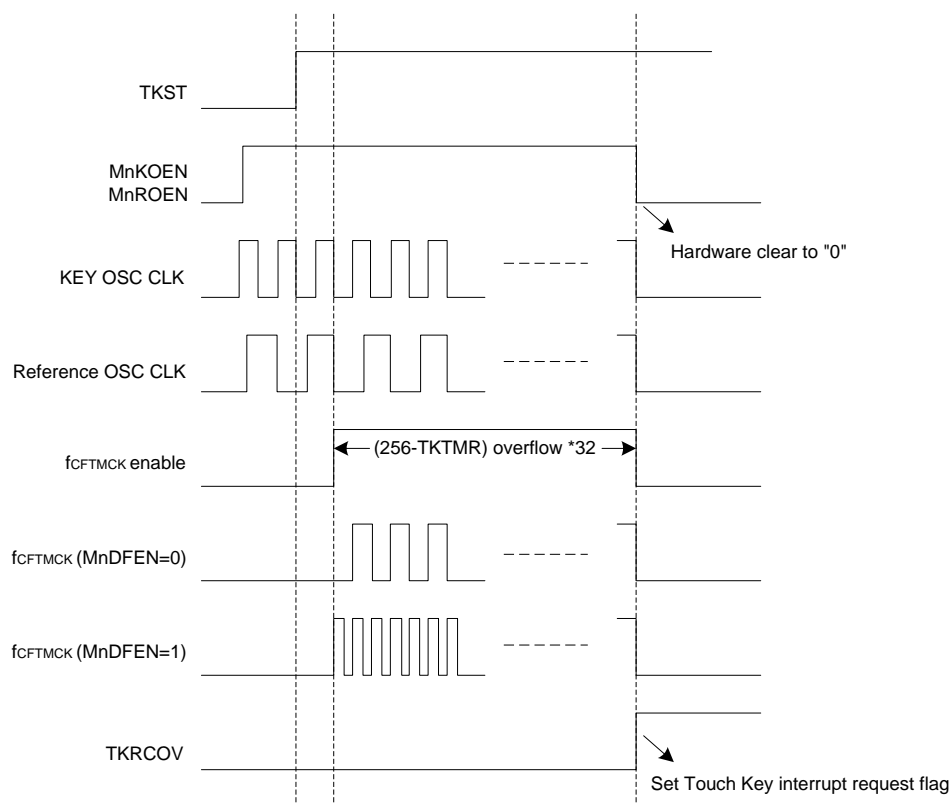 TKST
MnKOEN
MnROEN
Hardware clear to "0"
KEY OSC CLK
Reference OSC CLK
(256-TKTMR) overflow *32
fCFTMCK enable
fCFTMCK (MnDFEN=0)
fCFTMCK (MnDFEN=1)
TKRCOV
Set Touch Key interrupt request flag